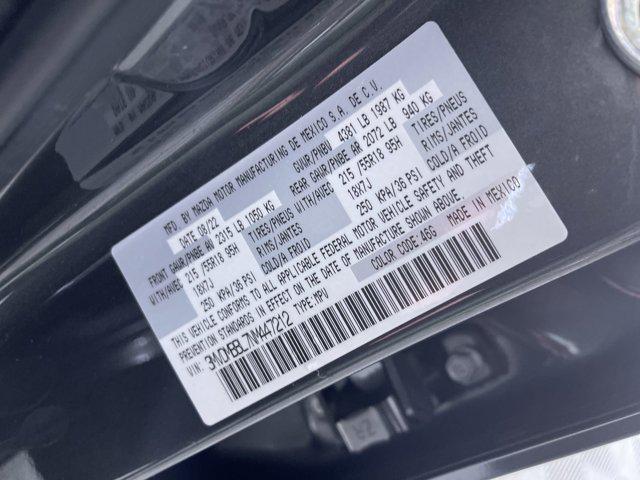 MFD. BY MAZDA MOTOR MANUFACTURING DE MEXICO S.A. DE C.V.
DATE: 08/22 GVWR/PNBV 4381 LB 1987 KG
FRONT GAWR/PNBE AV 2315 LB 1050 KG REAR GAWR/PNBE AR 2072 LB 940 KG
WITH/AVEC 215 /55R18 95H TIRES/PNEUS WITH/AVEC 215 /55R18 95H TIRES/PNEUS
18X7J RIMS/JANTES 18X7J RIMS/JANTES
250 KPA/36 PSI COLD/A FROID 250 KPA/36 PSI COLD/A FROID
THIS VEHICLE CONFORMS TO ALL APPLICABLE FEDERAL MOTOR VEHICLE SAFETY AND THEFT
PREVENTION STANDARDS IN EFFECT ON THE DATE OF MANUFACTURE SHOWN ABOVE.
VIN: TYPE:MPV COLOR CODE:46G MADE IN MEXICO